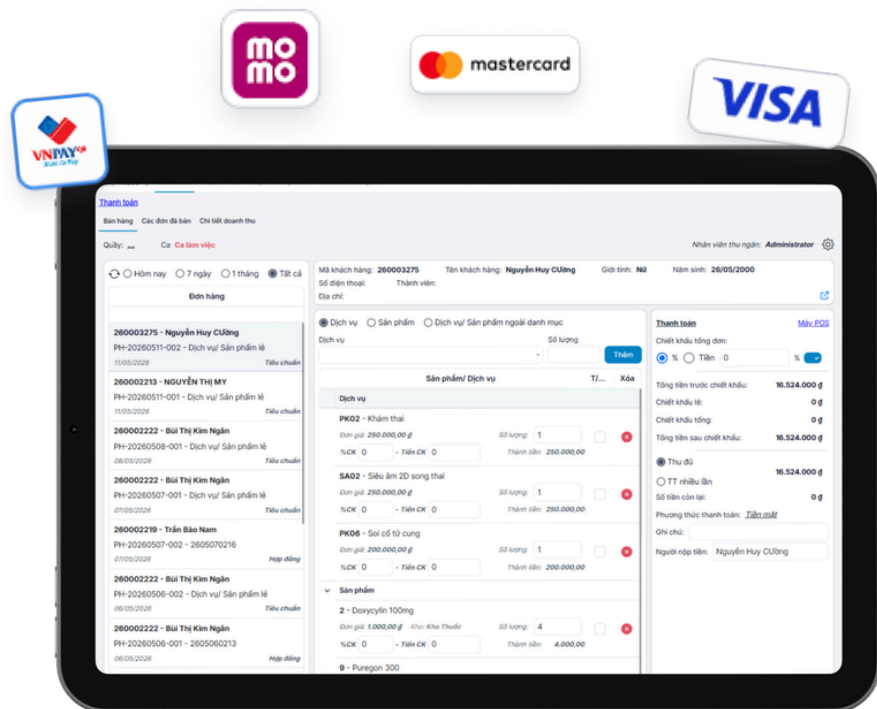 mo
mo
mastercard
VISA
VNPAY
Thanh toán
Bán hàng Các đơn đã bán Chi tiết doanh thu
Quầy: ... Ca Ca làm việc
Nhân viên thu ngân: Administrator
Hôm nay 7 ngày 1 tháng Tất cả
Đơn hàng
260003275 - Nguyễn Huy CƯờng
PH-20260511-002 - Dịch vụ/ Sản phẩm lẻ
11/05/2026 Tiêu chuẩn
260002213 - NGUYỄN THỊ MY
PH-20260511-001 - Dịch vụ/ Sản phẩm lẻ
11/05/2026 Tiêu chuẩn
260002222 - Bùi Thị Kim Ngân
PH-20260508-001 - Dịch vụ/ Sản phẩm lẻ
08/05/2026 Tiêu chuẩn
260002222 - Bùi Thị Kim Ngân
PH-20260507-001 - Dịch vụ/ Sản phẩm lẻ
07/05/2026 Tiêu chuẩn
260002219 - Trần Bảo Nam
PH-20260507-002 - 2605070216
07/05/2026 Hợp đồng
260002222 - Bùi Thị Kim Ngân
PH-20260506-002 - Dịch vụ/ Sản phẩm lẻ
06/05/2026 Tiêu chuẩn
260002222 - Bùi Thị Kim Ngân
PH-20260506-001 - 2605060213
06/05/2026 Hợp đồng
Mã khách hàng: 260003275 Tên khách hàng: Nguyễn Huy CƯờng Giới tính: Nữ Năm sinh: 26/05/2000
Số điện thoại: Thành viên:
Địa chỉ:
Dịch vụ Sản phẩm Dịch vụ/ Sản phẩm ngoài danh mục
Dịch vụ Số lượng
Thêm
Sản phẩm/ Dịch vụ T/... Xóa
Dịch vụ
PK02 - Khám thai
Đơn giá: 250.000,00 ₫ Số lượng: 1
%CK 0 - Tiền CK 0 Thành tiền: 250.000,00
SA02 - Siêu âm 2D song thai
Đơn giá: 250.000,00 ₫ Số lượng: 1
%CK 0 - Tiền CK 0 Thành tiền: 250.000,00
PK06 - Soi cổ tử cung
Đơn giá: 200.000,00 ₫ Số lượng: 1
%CK 0 - Tiền CK 0 Thành tiền: 200.000,00
Sản phẩm
2 - Doxycylin 100mg
Đơn giá: 1.000,00 ₫ Kho: Kho Thuốc Số lượng: 4
%CK 0 - Tiền CK 0 Thành tiền: 4.000,00
9 - Puregon 300
Thanh toán Máy POS
Chiết khấu tổng đơn:
% Tiền 0 %
Tổng tiền trước chiết khấu: 16.524.000 ₫
Chiết khấu lẻ: 0 ₫
Chiết khấu tổng: 0 ₫
Tổng tiền sau chiết khấu: 16.524.000 ₫
Thu đủ 16.524.000 ₫
TT nhiều lần
Số tiền còn lại: 0 ₫
Phương thức thanh toán: Tiền mặt
Ghi chú:
Người nộp tiền: Nguyễn Huy CƯờng